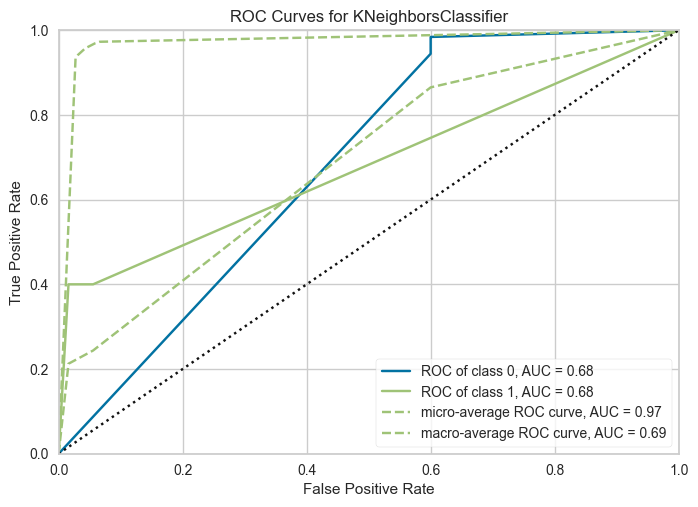 ROC Curves for KNeighborsClassifier
True Positive Rate
1.0
0.8
0.6
0.4
0.2
0.0
ROC of class 0, AUC = 0.68
ROC of class 1, AUC = 0.68
micro-average ROC curve, AUC = 0.97
macro-average ROC curve, AUC = 0.69
0.0 0.2 0.4 0.6 0.8 1.0
False Positive Rate